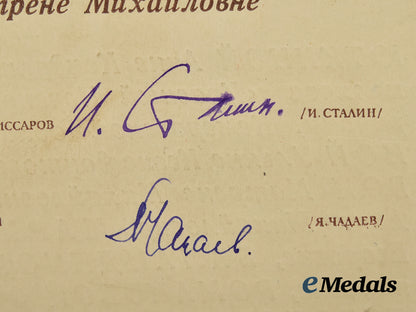 ирене Михайловне
ИССАРОВ И. Сталин. /И. СТАЛИН/
Я. Чадаев. /Я. ЧАДАЕВ/
eMedals